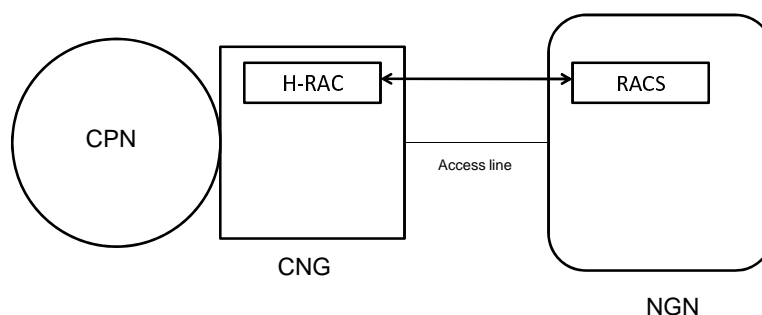 H-RAC
RACS
CPN
Access line
CNG
NGN